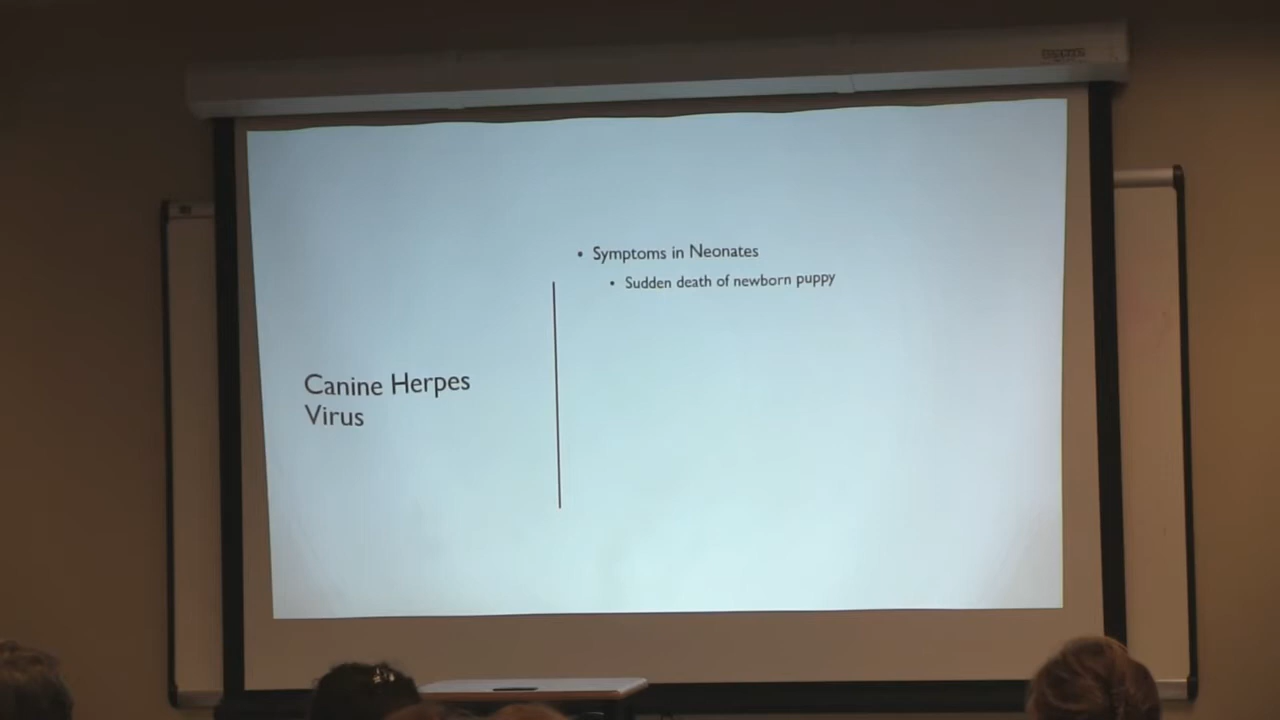 Canine Herpes
Virus
• Symptoms in Neonates
• Sudden death of newborn puppy